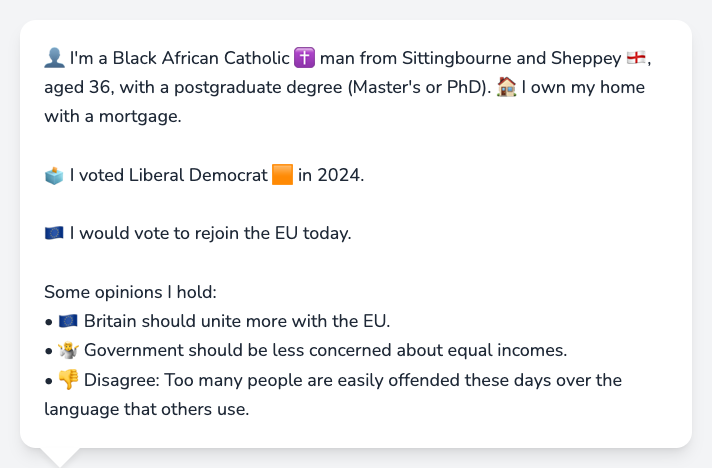 👤 I'm a Black African Catholic ✝️ man from Sittingbourne and Sheppey 🏴󠁧󠁢󠁥󠁮󠁧󠁿,
aged 36, with a postgraduate degree (Master's or PhD). 🏠 I own my home
with a mortgage.
🗳️ I voted Liberal Democrat 🟧 in 2024.
🇪🇺 I would vote to rejoin the EU today.
Some opinions I hold:
• 🇪🇺 Britain should unite more with the EU.
• 🤷 Government should be less concerned about equal incomes.
• 👎 Disagree: Too many people are easily offended these days over the
language that others use.